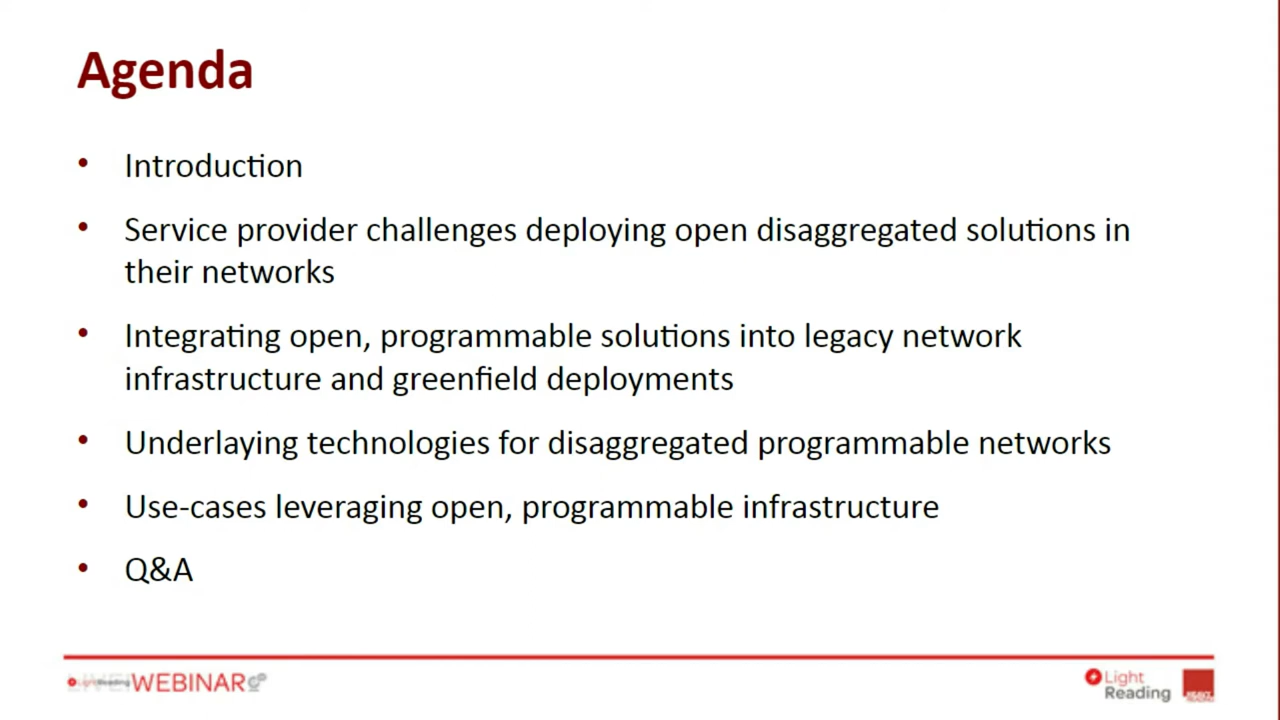 Agenda
• Introduction
• Service provider challenges deploying open disaggregated solutions in
their networks
• Integrating open, programmable solutions into legacy network
infrastructure and greenfield deployments
• Underlaying technologies for disaggregated programmable networks
• Use-cases leveraging open, programmable infrastructure
• Q&A
WEBINAR
Light
Reading